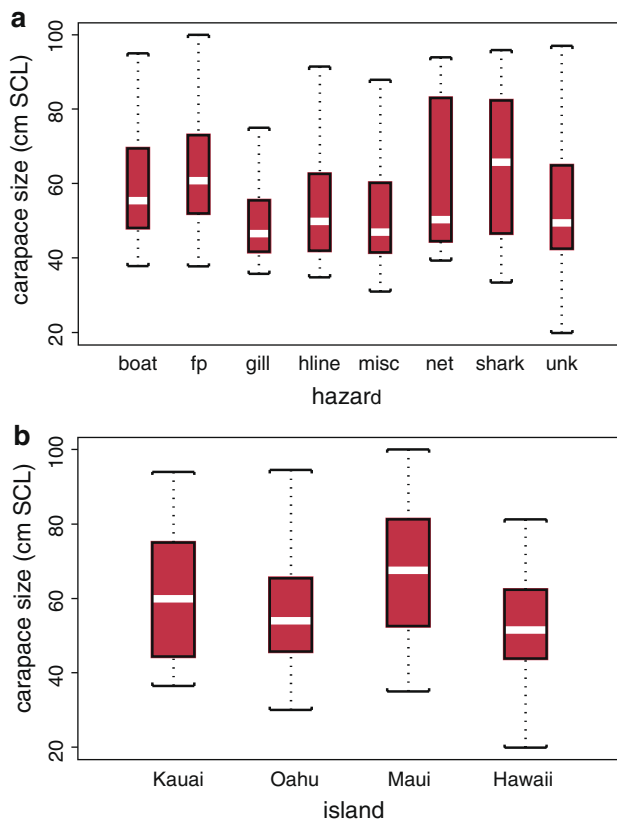 a
carapace size (cm SCL)
100
80
60
40
20
boat fp gill hline misc net shark unk
hazard
b
carapace size (cm SCL)
100
80
60
40
20
Kauai Oahu Maui Hawaii
island